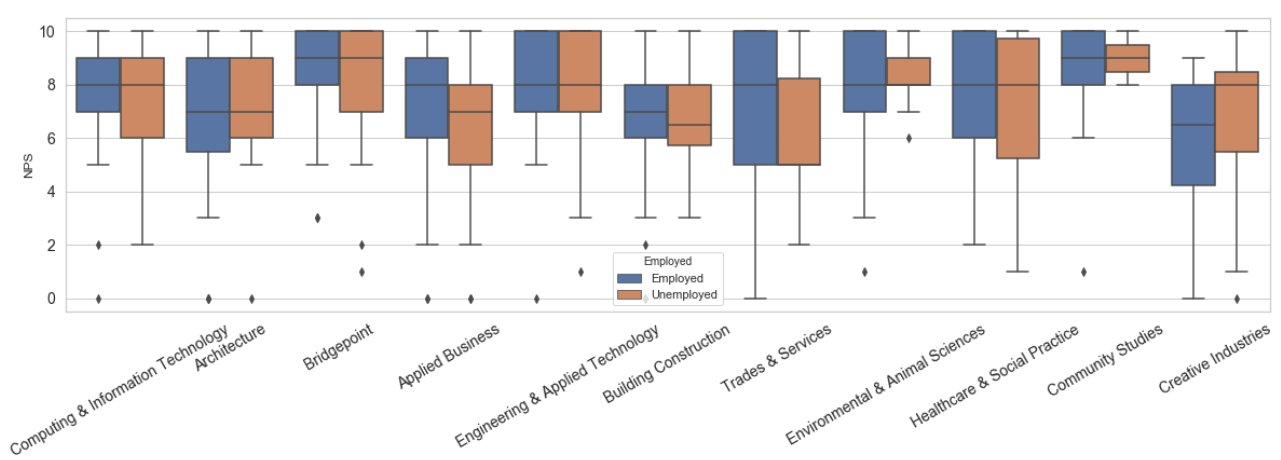 10
8
6
4
2
0
NPS
Employed
Employed
Unemployed
Computing & Information Technology
Architecture
Bridgepoint
Applied Business
Engineering & Applied Technology
Building Construction
Trades & Services
Environmental & Animal Sciences
Healthcare & Social Practice
Community Studies
Creative Industries